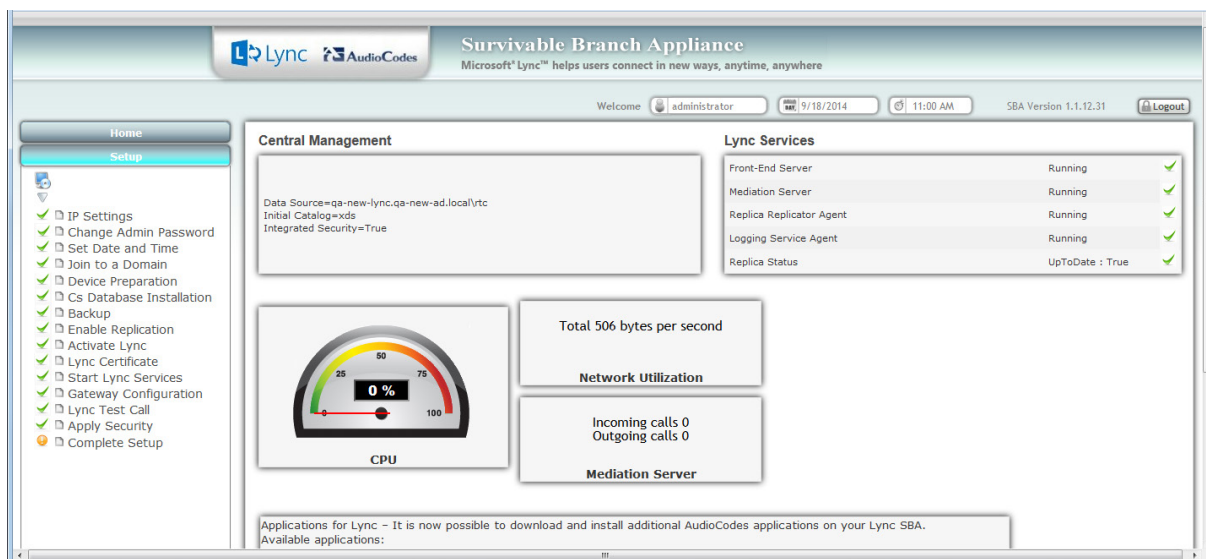 Lync AudioCodes
Survivable Branch Appliance
Microsoft® Lync™ helps users connect in new ways, anytime, anywhere
Welcome administrator 9/18/2014 11:00 AM SBA Version 1.1.12.31 Logout
Home
Setup
IP Settings
Change Admin Password
Set Date and Time
Join to a Domain
Device Preparation
Cs Database Installation
Backup
Enable Replication
Activate Lync
Lync Certificate
Start Lync Services
Gateway Configuration
Lync Test Call
Apply Security
Complete Setup
Central Management
Data Source=qa-new-lync.qa-new-ad.local\rtc
Initial Catalog=xds
Integrated Security=True
Lync Services
Front-End Server Running
Mediation Server Running
Replica Replicator Agent Running
Logging Service Agent Running
Replica Status UpToDate : True
0 25 50 75 100
0 %
CPU
Total 506 bytes per second
Network Utilization
Incoming calls 0
Outgoing calls 0
Mediation Server
Applications for Lync – It is now possible to download and install additional AudioCodes applications on your Lync SBA.
Available applications: